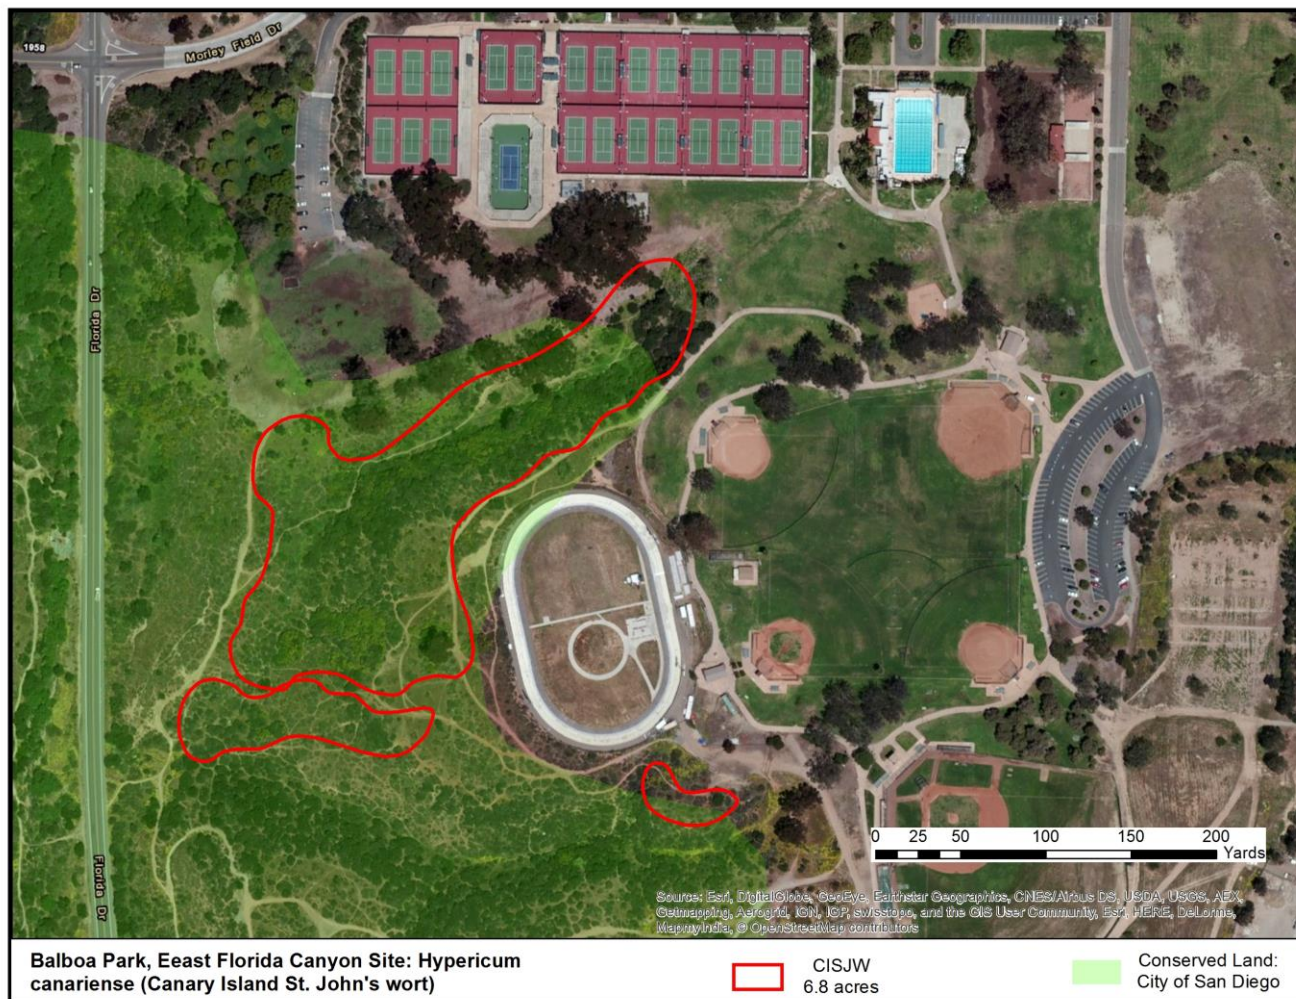 1958
Morley Field Dr
Florida Dr
Florida Dr
0 25 50 100 150 200
Yards
Source: Esri, DigitalGlobe, GeoEye, Earthstar Geographics, CNES/Airbus DS, USDA, USGS, AEX,
Getmapping, Aerogrid, IGN, IGP, swisstopo, and the GIS User Community, Esri, HERE, DeLorme,
MapmyIndia, © OpenStreetMap contributors
Balboa Park, Eeast Florida Canyon Site: Hypericum
canariense (Canary Island St. John's wort)
CISJW
6.8 acres
Conserved Land:
City of San Diego